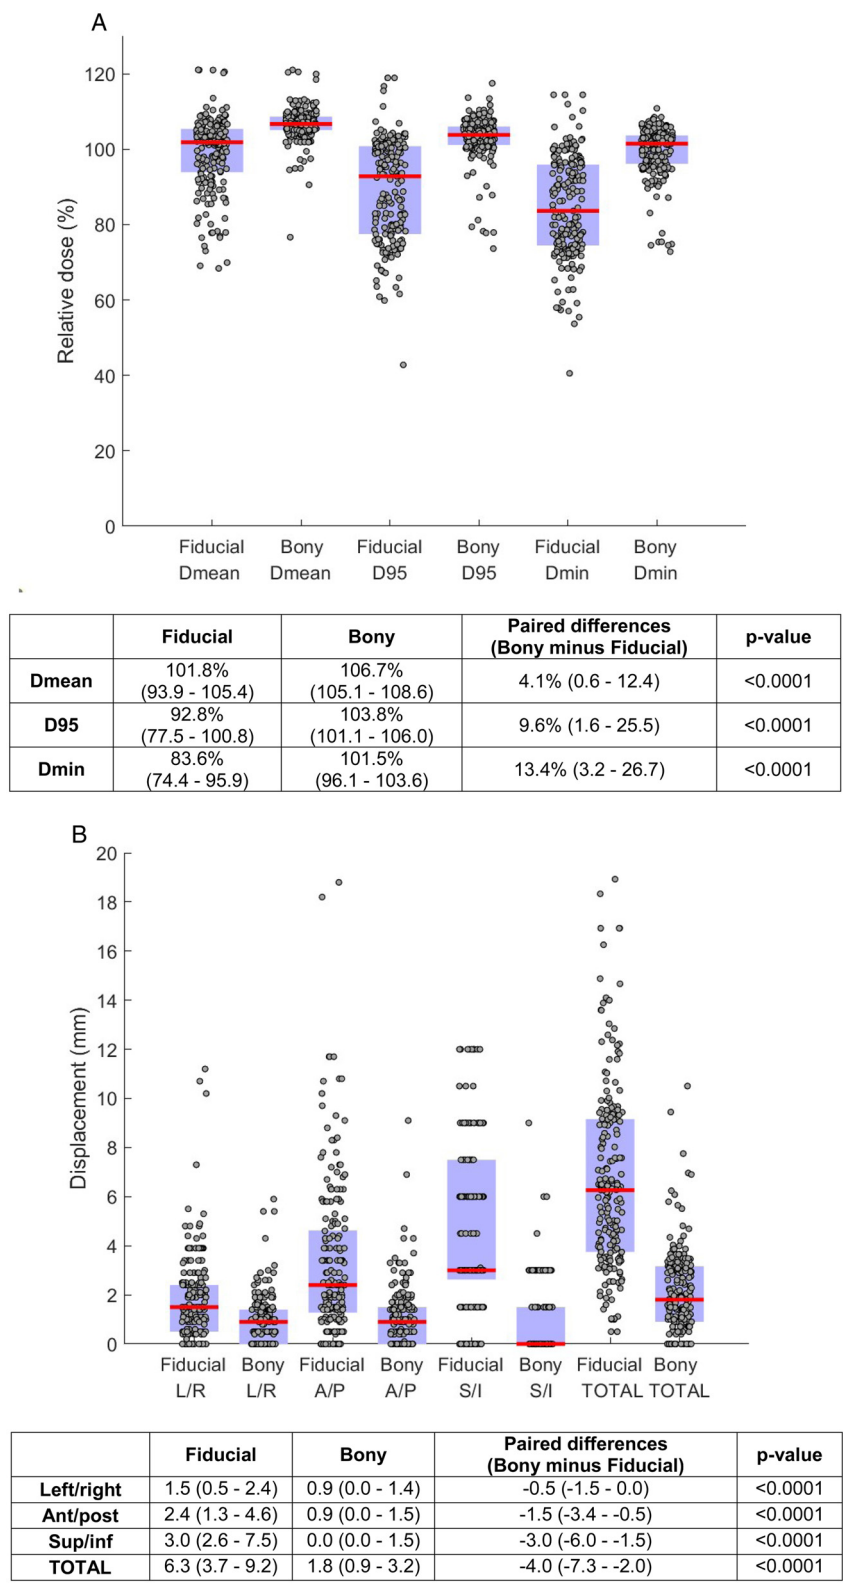 A
Relative dose (%)
120
100
80
60
40
20
0
Fiducial Bony Fiducial Bony Fiducial Bony
Dmean Dmean D95 D95 Dmin Dmin
Fiducial Bony Paired differences (Bony minus Fiducial) p-value
Dmean 101.8% (93.9 - 105.4) 106.7% (105.1 - 108.6) 4.1% (0.6 - 12.4) <0.0001
D95 92.8% (77.5 - 100.8) 103.8% (101.1 - 106.0) 9.6% (1.6 - 25.5) <0.0001
Dmin 83.6% (74.4 - 95.9) 101.5% (96.1 - 103.6) 13.4% (3.2 - 26.7) <0.0001
B
Displacement (mm)
20
18
16
14
12
10
8
6
4
2
0
Fiducial Bony Fiducial Bony Fiducial Bony Fiducial Bony
L/R L/R A/P A/P S/I S/I TOTAL TOTAL
Fiducial Bony Paired differences (Bony minus Fiducial) p-value
Left/right 1.5 (0.5 - 2.4) 0.9 (0.0 - 1.4) -0.5 (-1.5 - 0.0) <0.0001
Ant/post 2.4 (1.3 - 4.6) 0.9 (0.0 - 1.5) -1.5 (-3.4 - -0.5) <0.0001
Sup/inf 3.0 (2.6 - 7.5) 0.0 (0.0 - 1.5) -3.0 (-6.0 - -1.5) <0.0001
TOTAL 6.3 (3.7 - 9.2) 1.8 (0.9 - 3.2) -4.0 (-7.3 - -2.0) <0.0001